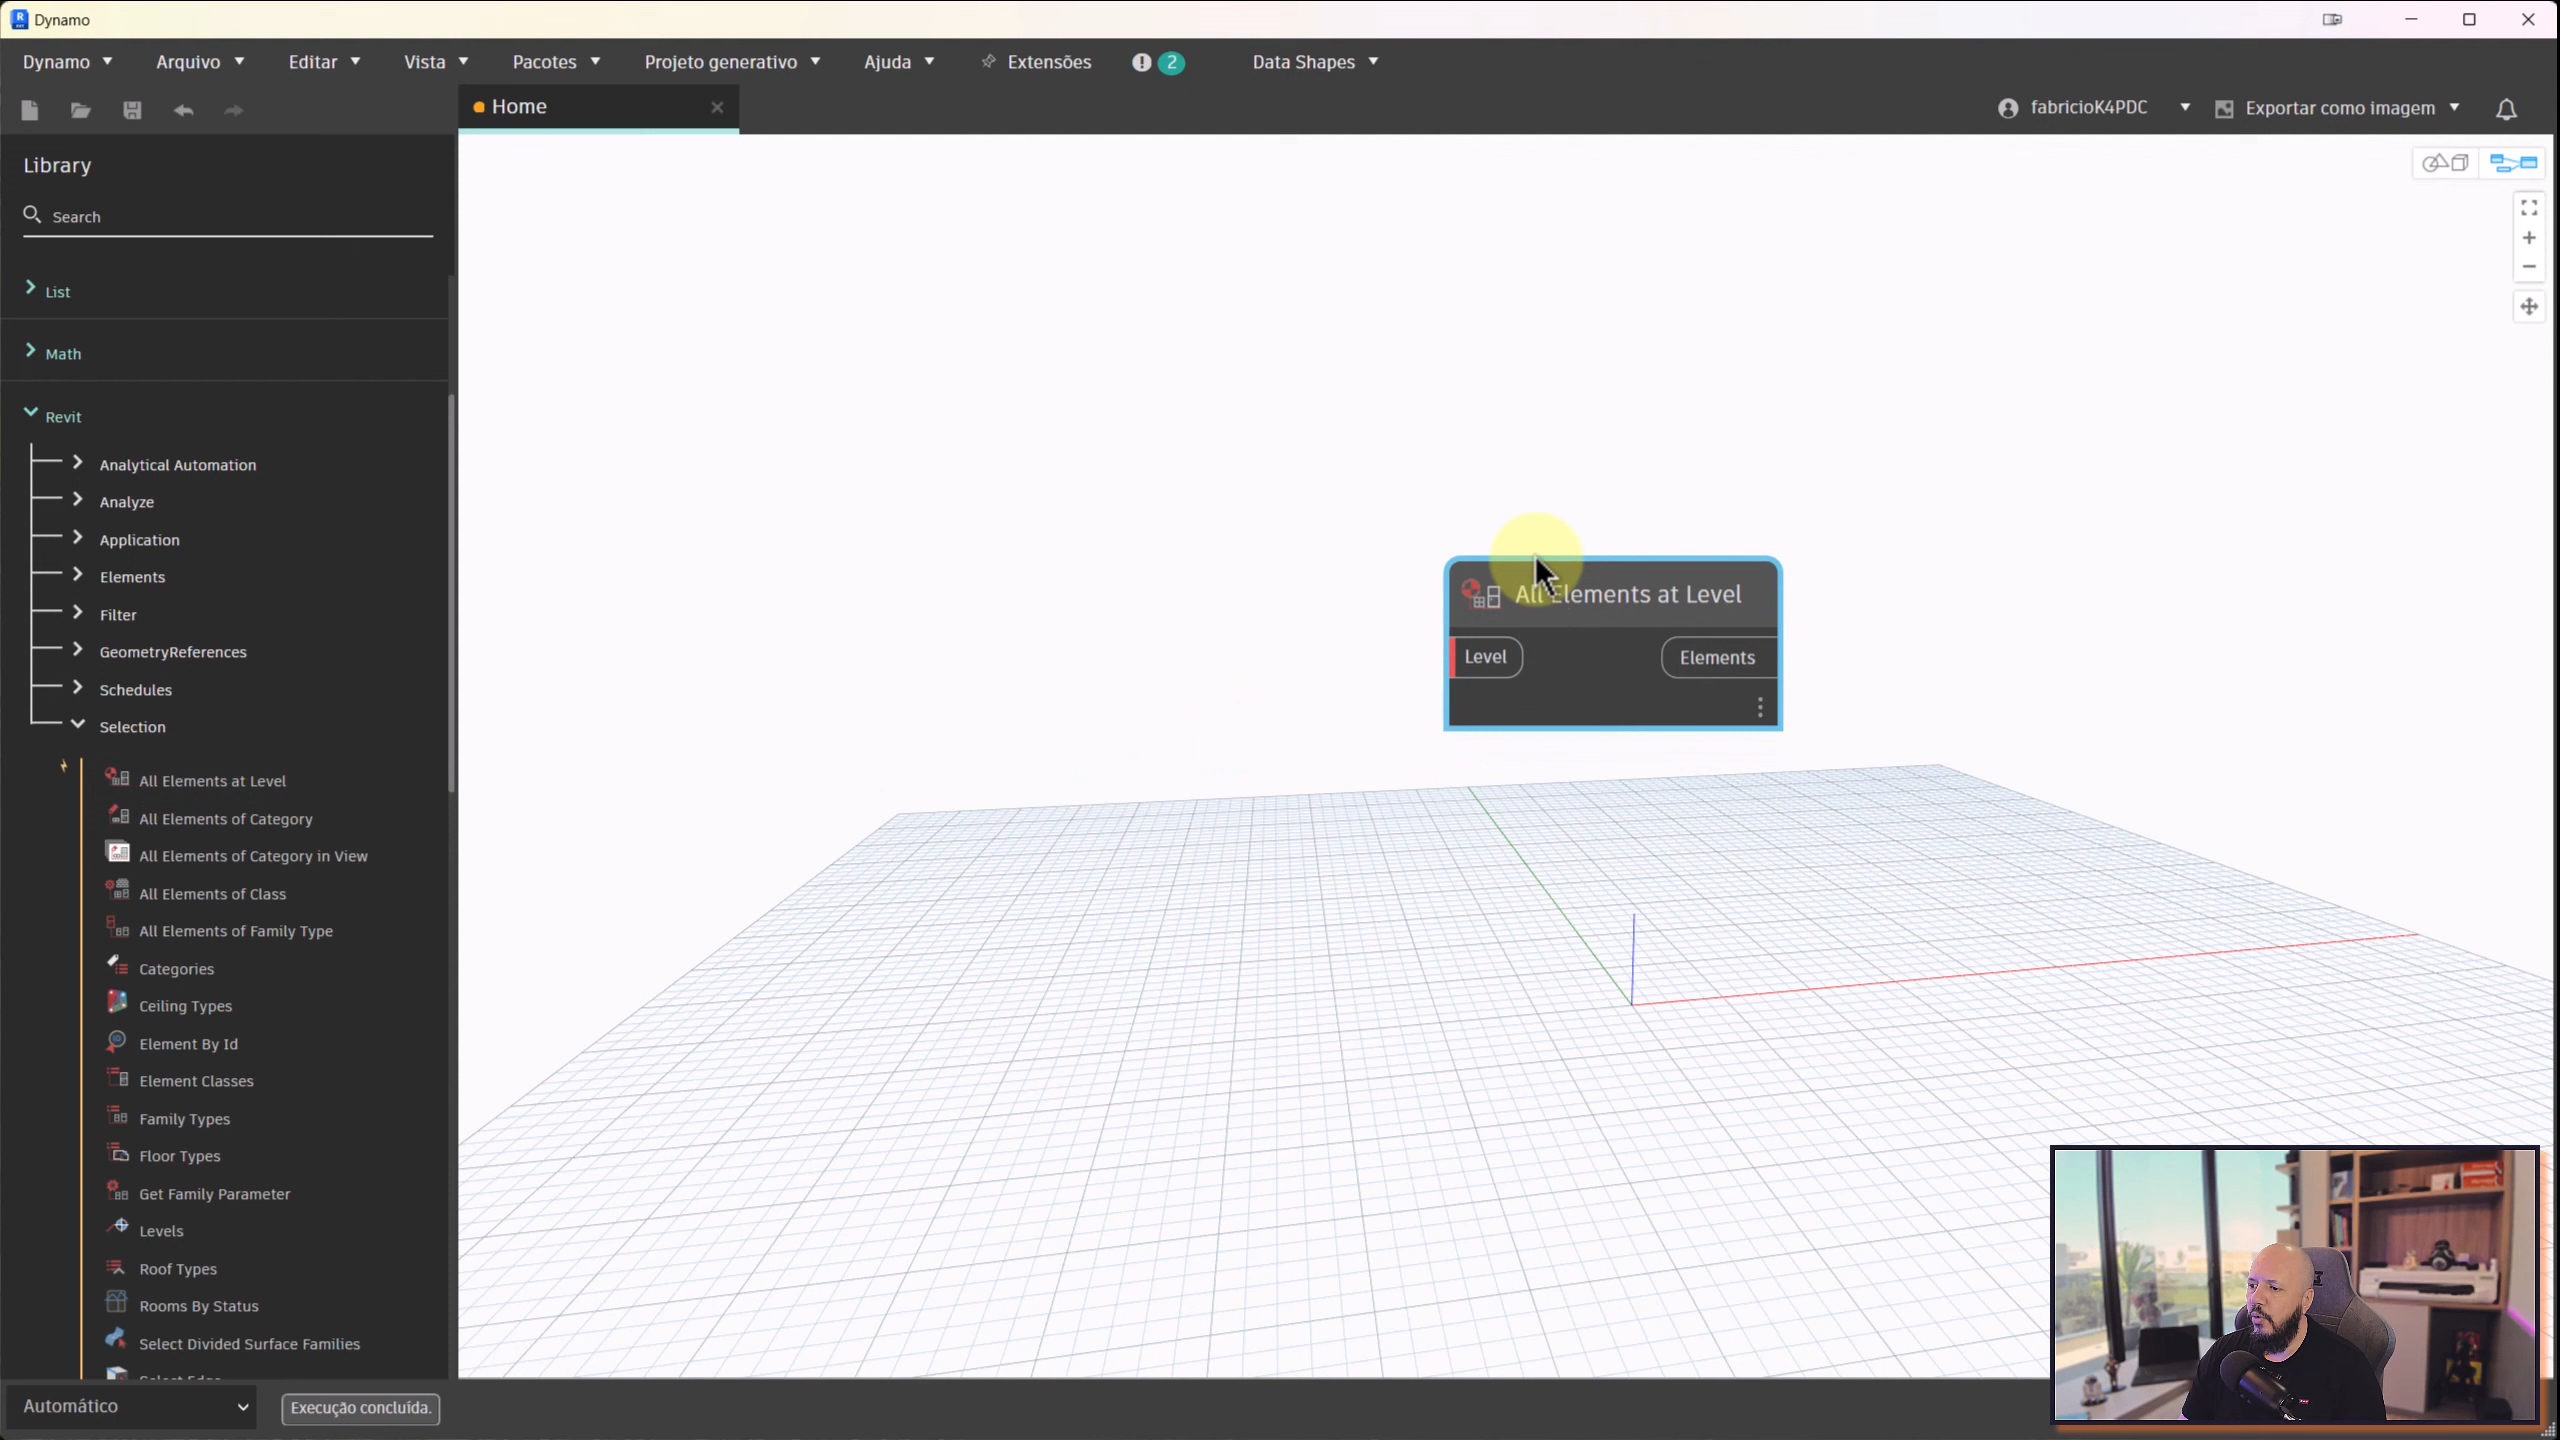 Dynamo
Dynamo
Arquivo
Editar
Vista
Pacotes
Projeto generativo
Ajuda
Extensões
2
Data Shapes
Home
fabricioK4PDC
Exportar como imagem
Library
Search
List
Math
Revit
Analytical Automation
Analyze
Application
Elements
Filter
GeometryReferences
Schedules
Selection
All Elements at Level
All Elements of Category
All Elements of Category in View
All Elements of Class
All Elements of Family Type
Categories
Ceiling Types
Element By Id
Element Classes
Family Types
Floor Types
Get Family Parameter
Levels
Roof Types
Rooms By Status
Select Divided Surface Families
Select Edge
All Elements at Level
Level
Elements
Automático
Execução concluída.